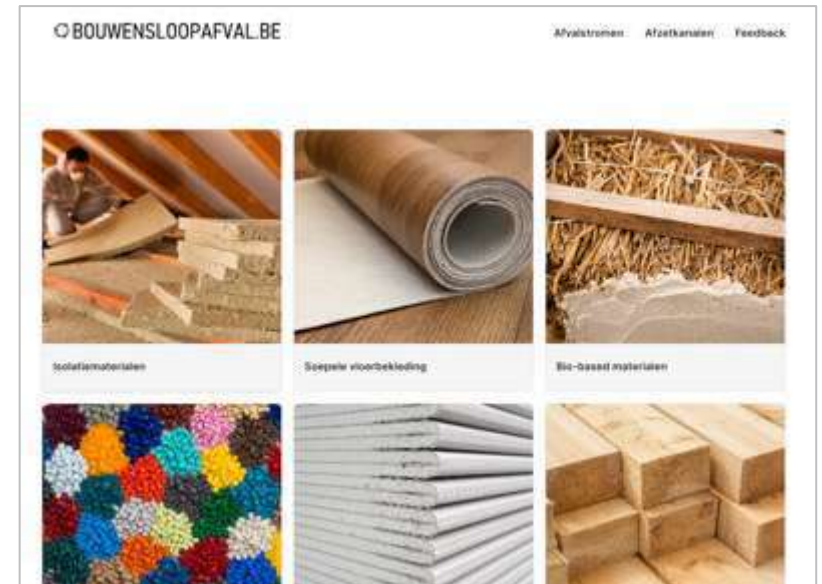 BOUWENSLOOPAFVAL.BE
Afvalstromen Afzetkanalen Feedback
Isolatiematerialen
Soepele vloerbekleding
Bio-based materialen